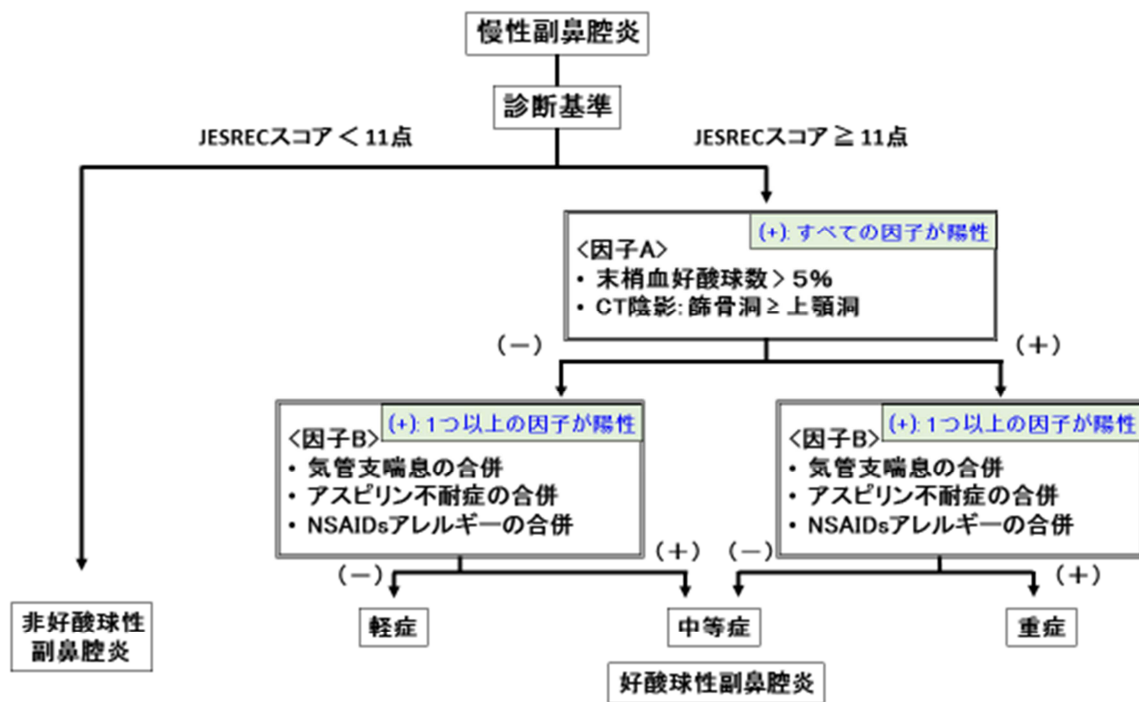 慢性副鼻腔炎
診断基準
JESRECスコア < 11点
JESRECスコア ≧ 11点
(+): すべての因子が陽性
<因子A>
・ 末梢血好酸球数 > 5%
・ CT陰影: 篩骨洞 ≧ 上顎洞
(-)
(+)
(+): 1つ以上の因子が陽性
<因子B>
・ 気管支喘息の合併
・ アスピリン不耐症の合併
・ NSAIDsアレルギーの合併
(+): 1つ以上の因子が陽性
<因子B>
・ 気管支喘息の合併
・ アスピリン不耐症の合併
・ NSAIDsアレルギーの合併
(-)
(+)
(-)
(+)
非好酸球性
副鼻腔炎
軽症
中等症
重症
好酸球性副鼻腔炎